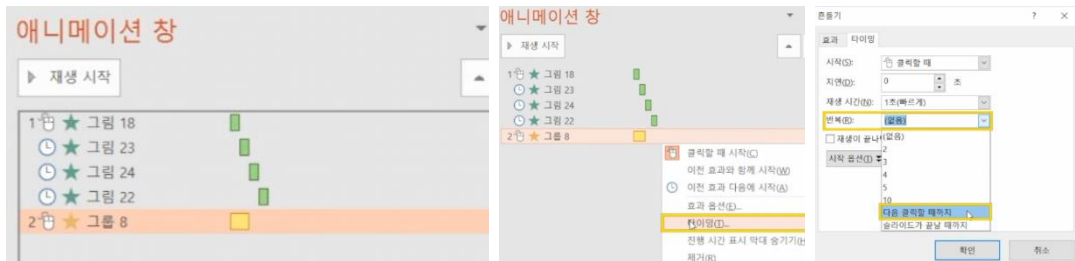 애니메이션 창
재생 시작
1 그림 18
그림 23
그림 24
그림 22
2 그룹 8
애니메이션 창
재생 시작
1 그림 18
그림 23
그림 24
그림 22
2 그룹 8
클릭할 때 시작(C)
이전 효과와 함께 시작(W)
이전 효과 다음에 시작(A)
효과 옵션(E)...
타이밍(T)...
진행 시간 표시 막대 숨기기(H
제거(R)
흔들기 ? ×
효과 타이밍
시작(S): 클릭할 때
지연(D): 0 초
재생 시간(N): 1초(빠르게)
반복(R): (없음)
재생이 끝나 (없음)
2
시작 옵션(T) 3
4
5
10
다음 클릭할 때까지
슬라이드가 끝날 때까지
확인 취소